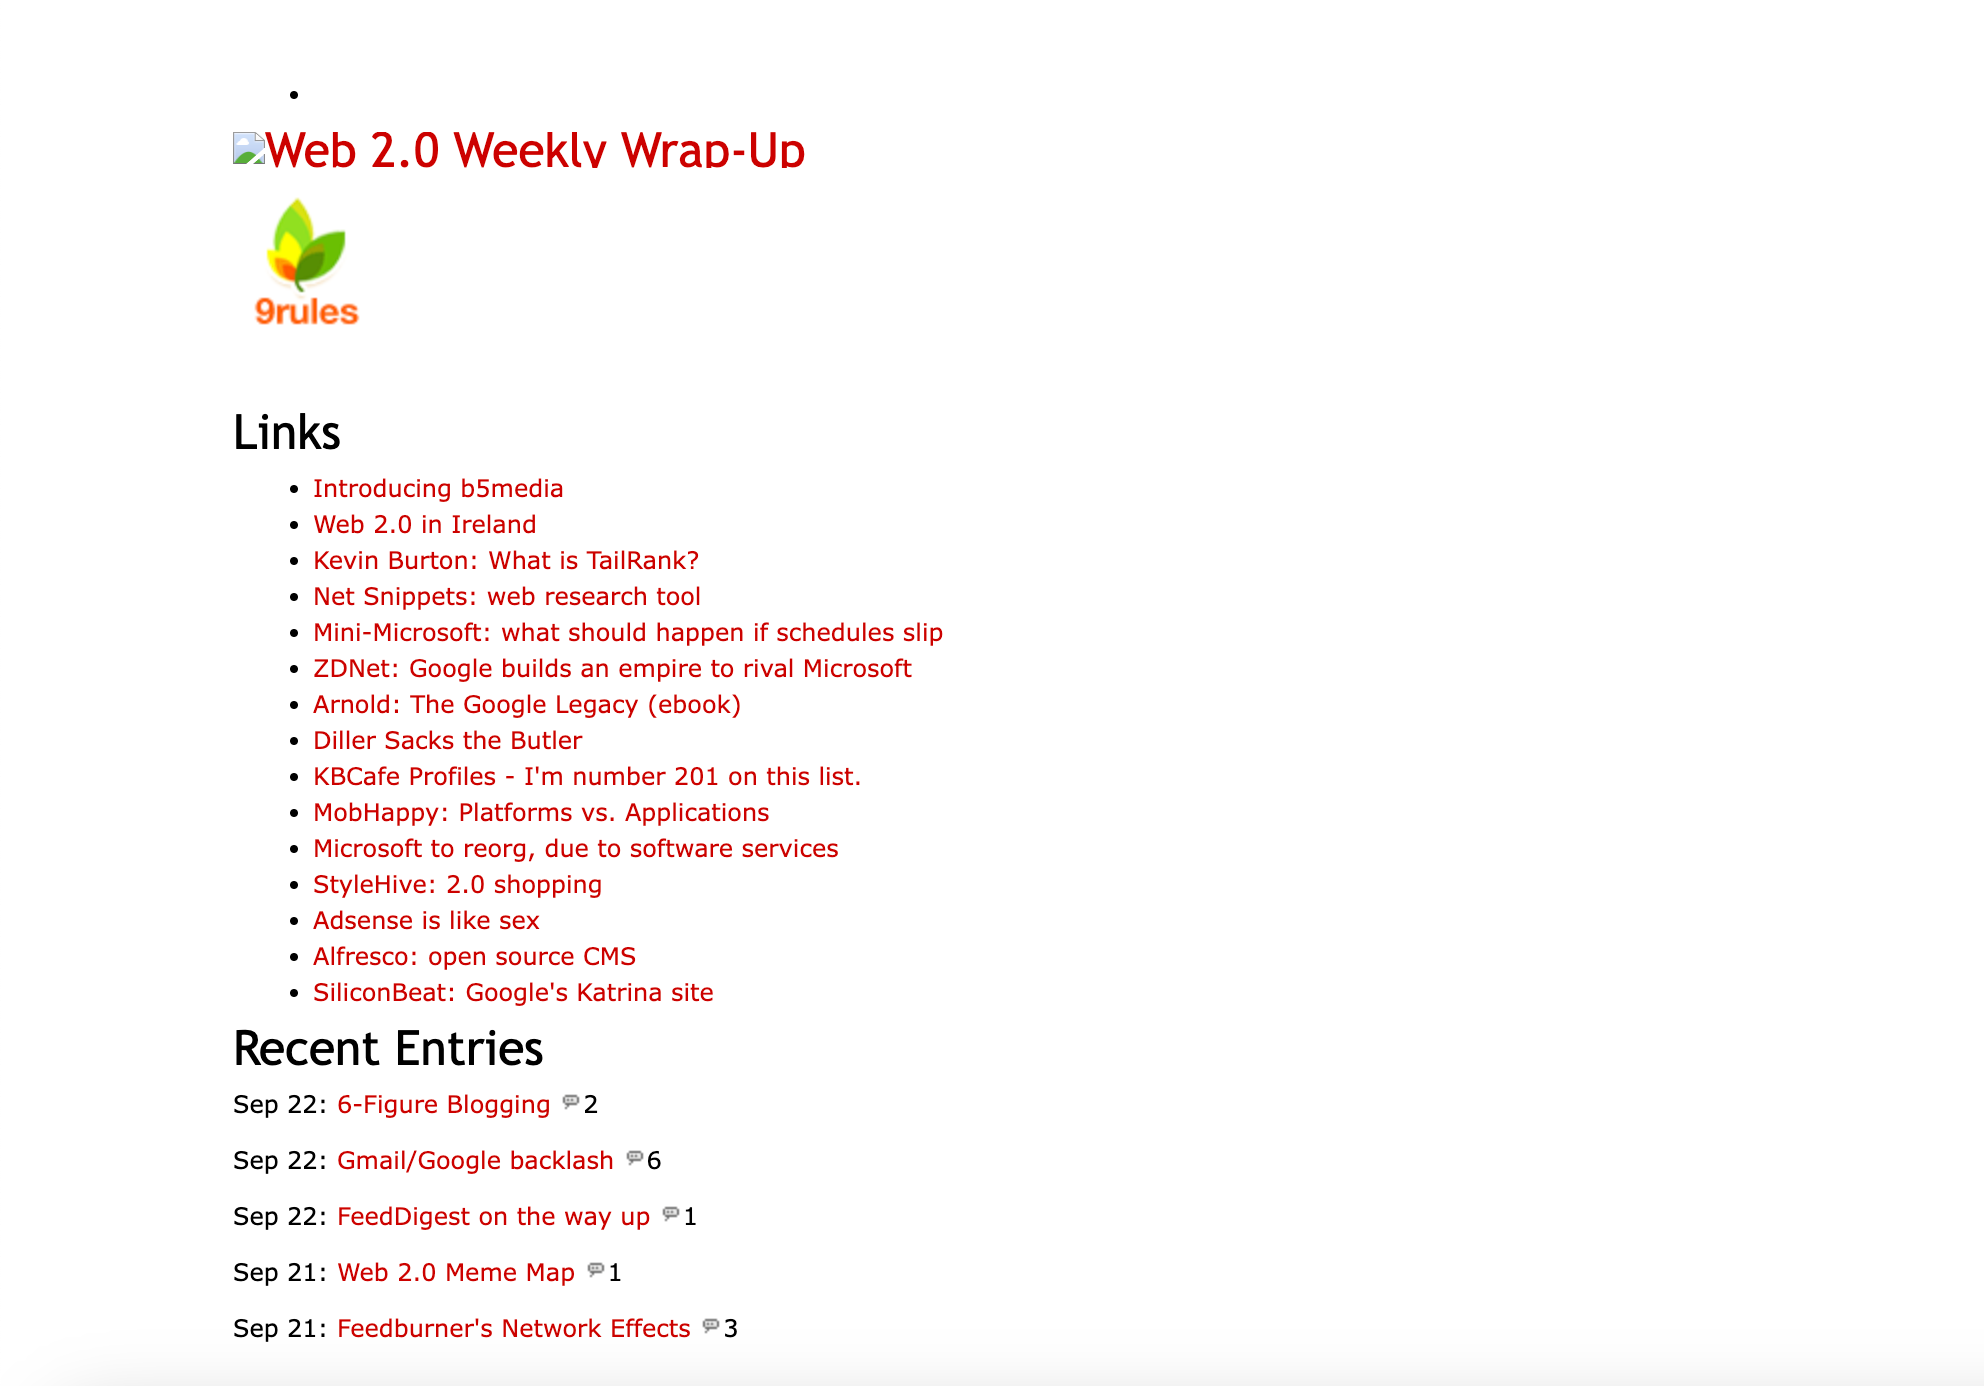 Web 2.0 Weekly Wrap-Up
9rules
Links
Introducing b5media
Web 2.0 in Ireland
Kevin Burton: What is TailRank?
Net Snippets: web research tool
Mini-Microsoft: what should happen if schedules slip
ZDNet: Google builds an empire to rival Microsoft
Arnold: The Google Legacy (ebook)
Diller Sacks the Butler
KBCafe Profiles - I'm number 201 on this list.
MobHappy: Platforms vs. Applications
Microsoft to reorg, due to software services
StyleHive: 2.0 shopping
Adsense is like sex
Alfresco: open source CMS
SiliconBeat: Google's Katrina site
Recent Entries
Sep 22: 6-Figure Blogging 2
Sep 22: Gmail/Google backlash 6
Sep 22: FeedDigest on the way up 1
Sep 21: Web 2.0 Meme Map 1
Sep 21: Feedburner's Network Effects 3